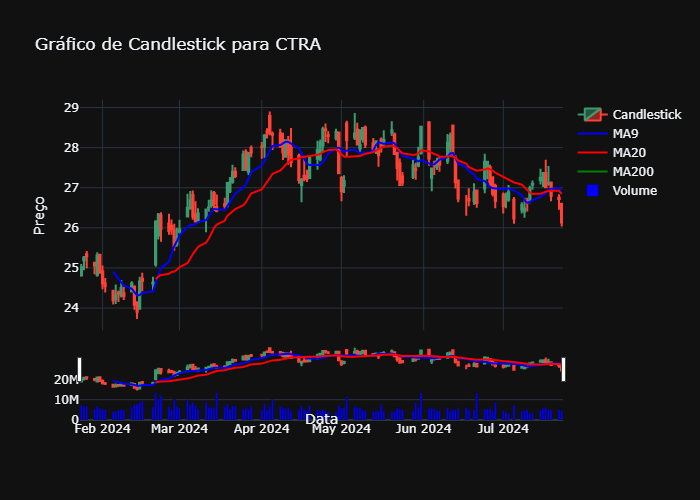 Gráfico de Candlestick para CTRA
Preço
29
28
27
26
25
24
Candlestick
MA9
MA20
MA200
Volume
20M
10M
0
Data
Feb 2024
Mar 2024
Apr 2024
May 2024
Jun 2024
Jul 2024